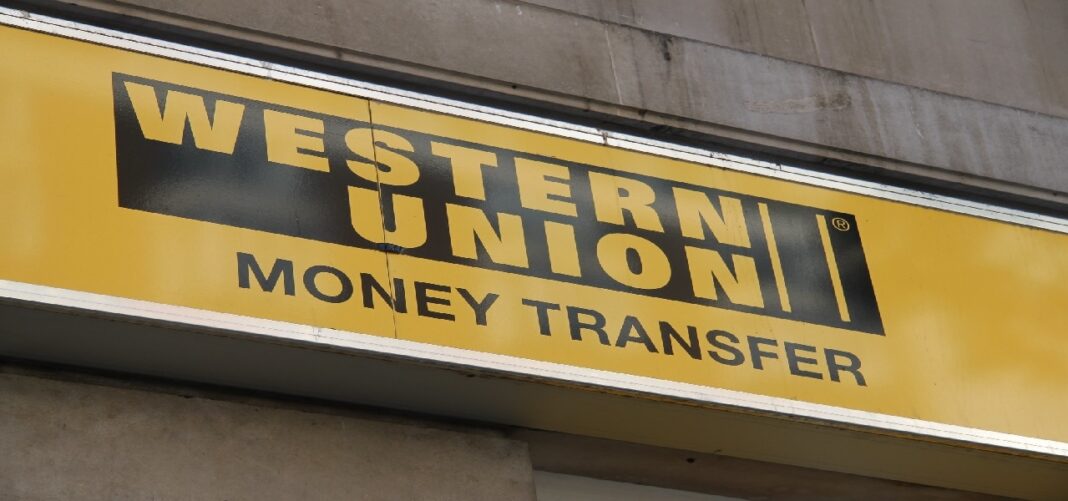 WESTERN
UNION ®
MONEY TRANSFER